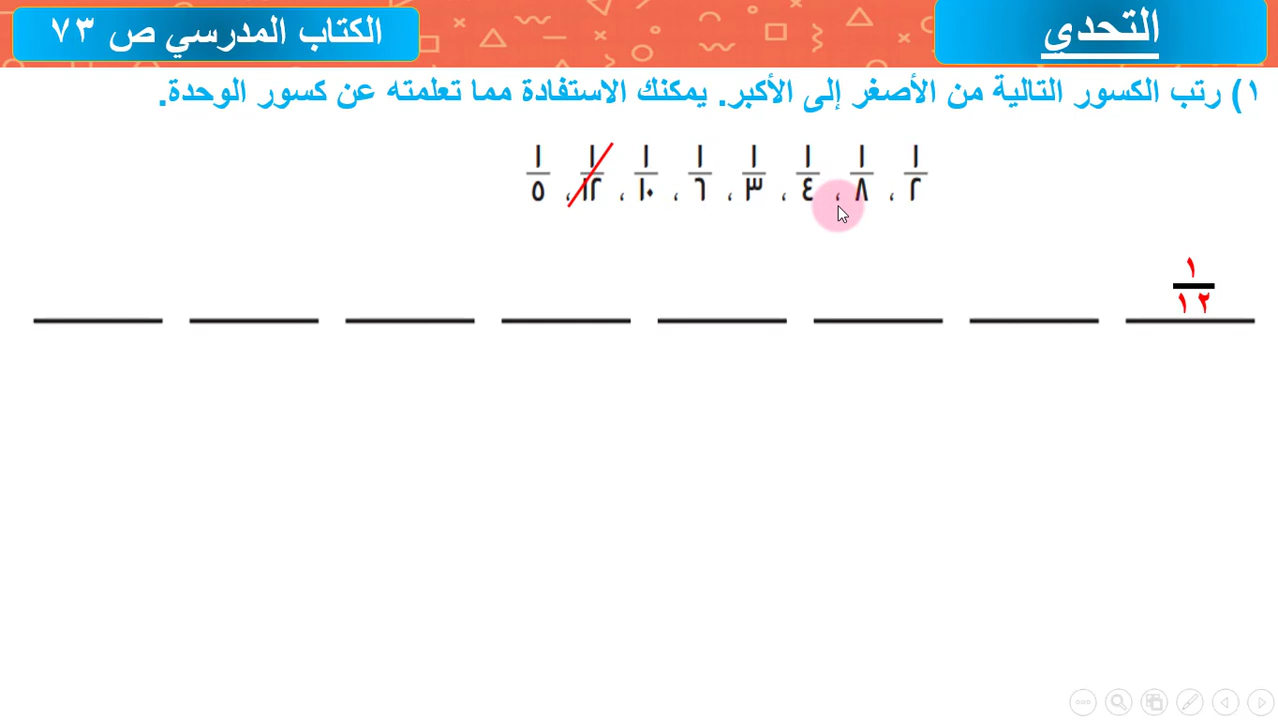 التحدي
الكتاب المدرسي ص ٧٣
١) رتب الكسور التالية من الأصغر إلى الأكبر. يمكنك الاستفادة مما تعلمته عن كسور الوحدة.
١/٢ ، ١/٨ ، ١/٤ ، ١/٣ ، ١/٦ ، ١/١٠ ، ١/١٢ ، ١/٥
١/١٢